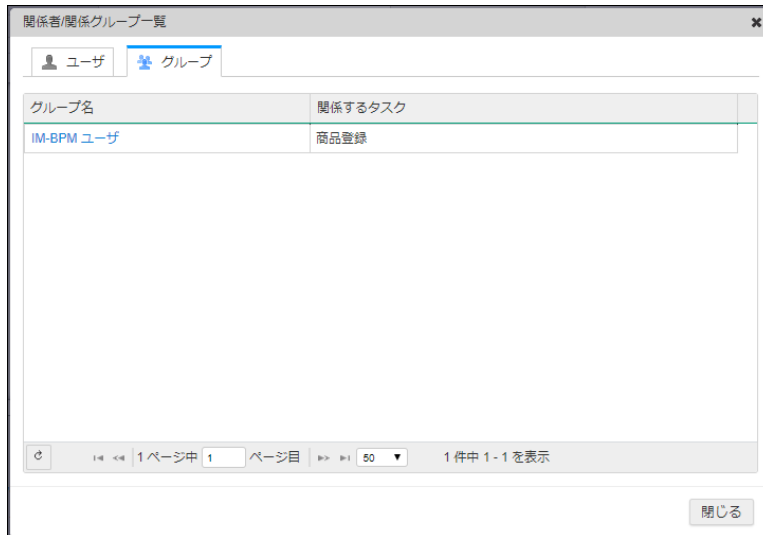 関係者/関係グループ一覧
ユーザ グループ
グループ名 関係するタスク
IM-BPM ユーザ 商品登録
1 ページ中 1 ページ目 50 1 件中 1 - 1 を表示
閉じる